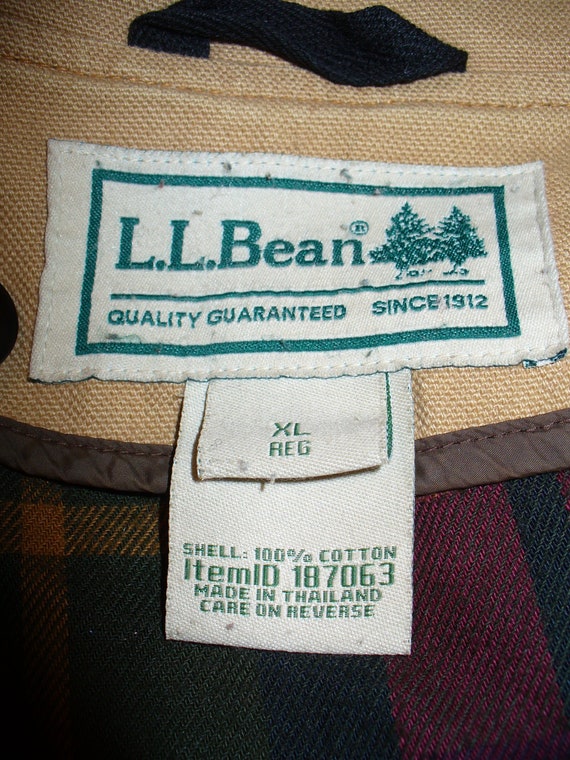 L.L.Bean®
QUALITY GUARANTEED SINCE 1912
XL
REG
SHELL: 100% COTTON
ItemID 187063
MADE IN THAILAND
CARE ON REVERSE